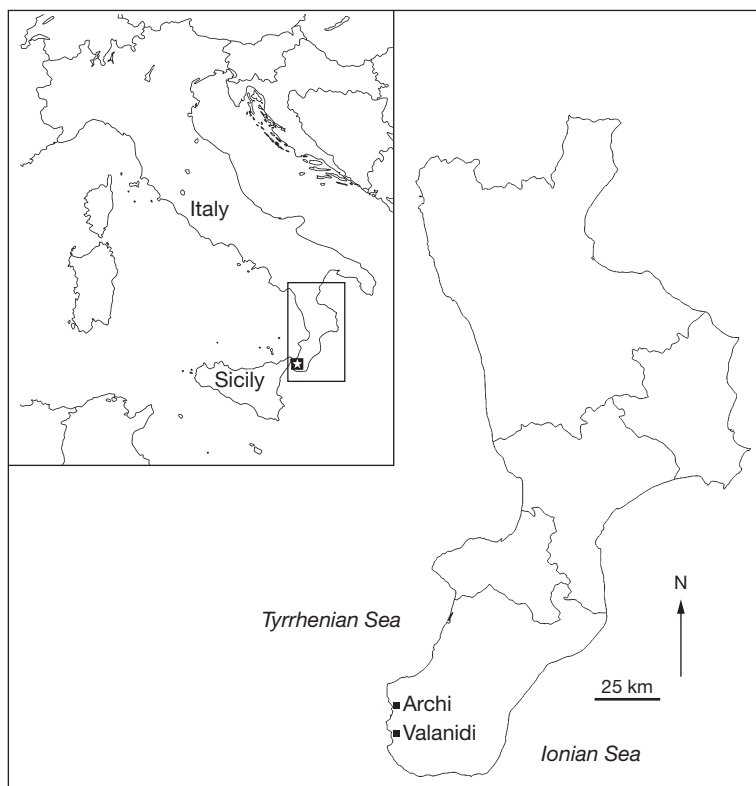 Italy
Sicily
Tyrrhenian Sea
N
25 km
Archi
Valanidi
Ionian Sea